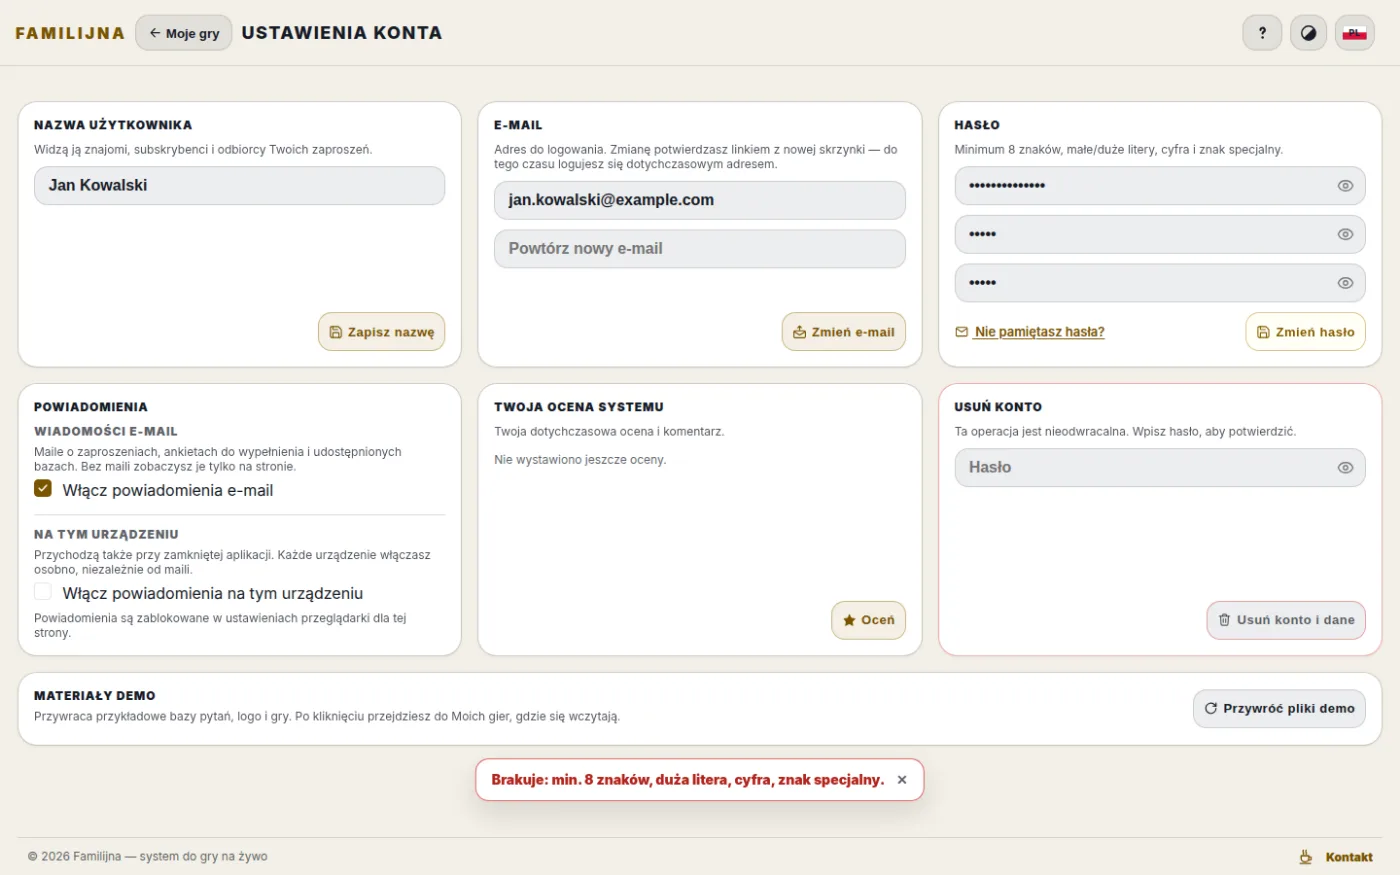 FAMILIJNA
← Moje gry
USTAWIENIA KONTA
?
PL
NAZWA UŻYTKOWNIKA
Widzą ją znajomi, subskrybenci i odbiorcy Twoich zaproszeń.
Jan Kowalski
Zapisz nazwę
E-MAIL
Adres do logowania. Zmianę potwierdzasz linkiem z nowej skrzynki — do
tego czasu logujesz się dotychczasowym adresem.
jan.kowalski@example.com
Powtórz nowy e-mail
Zmień e-mail
HASŁO
Minimum 8 znaków, małe/duże litery, cyfra i znak specjalny.
••••••••••••••
•••••
•••••
Nie pamiętasz hasła?
Zmień hasło
POWIADOMIENIA
WIADOMOŚCI E-MAIL
Maile o zaproszeniach, ankietach do wypełnienia i udostępnionych
bazach. Bez maili zobaczysz je tylko na stronie.
Włącz powiadomienia e-mail
NA TYM URZĄDZENIU
Przychodzą także przy zamkniętej aplikacji. Każde urządzenie włączasz
osobno, niezależnie od maili.
Włącz powiadomienia na tym urządzeniu
Powiadomienia są zablokowane w ustawieniach przeglądarki dla tej
strony.
TWOJA OCENA SYSTEMU
Twoja dotychczasowa ocena i komentarz.
Nie wystawiono jeszcze oceny.
Oceń
USUŃ KONTO
Ta operacja jest nieodwracalna. Wpisz hasło, aby potwierdzić.
Hasło
Usuń konto i dane
MATERIAŁY DEMO
Przywraca przykładowe bazy pytań, logo i gry. Po kliknięciu przejdziesz do Moich gier, gdzie się wczytają.
Przywróć pliki demo
Brakuje: min. 8 znaków, duża litera, cyfra, znak specjalny. ×
© 2026 Familijna — system do gry na żywo
Kontakt